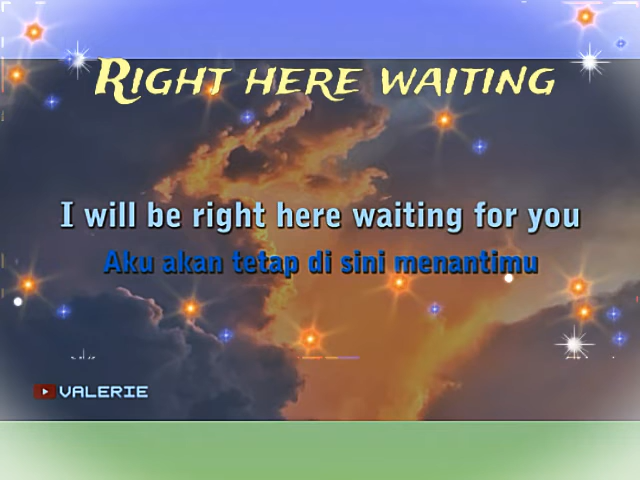 Right here waiting
I will be right here waiting for you
Aku akan tetap di sini menantimu
VALERIE